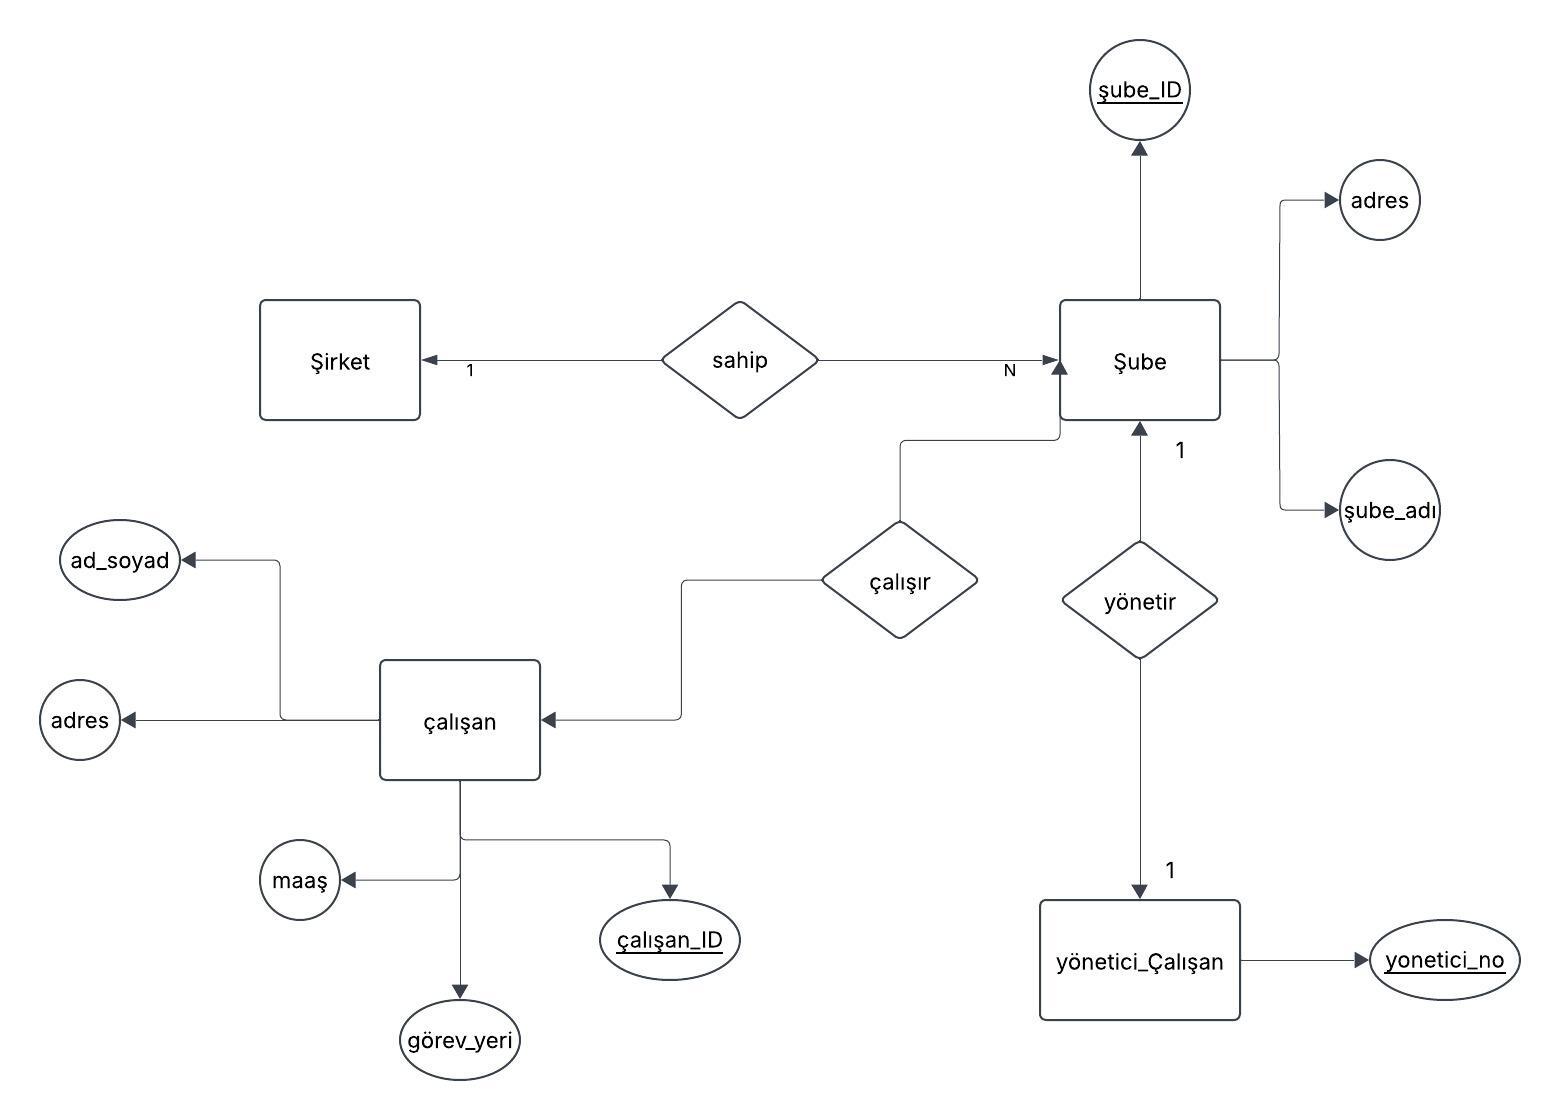 şube_ID
adres
Şirket
sahip
Şube
1
N
1
şube_adı
ad_soyad
çalışır
yönetir
adres
çalışan
maaş
1
çalışan_ID
yönetici_Çalışan
yonetici_no
görev_yeri